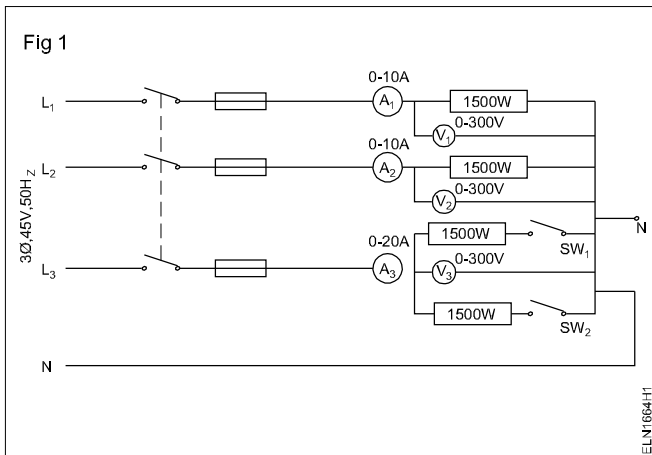 Fig 1
0-10A
L1
A1
1500W
0-300V
V1
0-10A
L2
A2
1500W
0-300V
V2
3Ø,45V,50HZ
N
0-20A
1500W
SW1
L3
A3
V3
0-300V
1500W
SW2
N
ELN1664H1